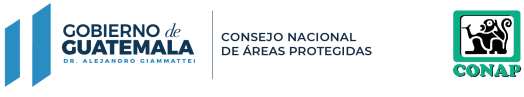 GOBIERNO de
GUATEMALA
DR. ALEJANDRO GIAMMATTEI
CONSEJO NACIONAL
DE ÁREAS PROTEGIDAS
CONAP